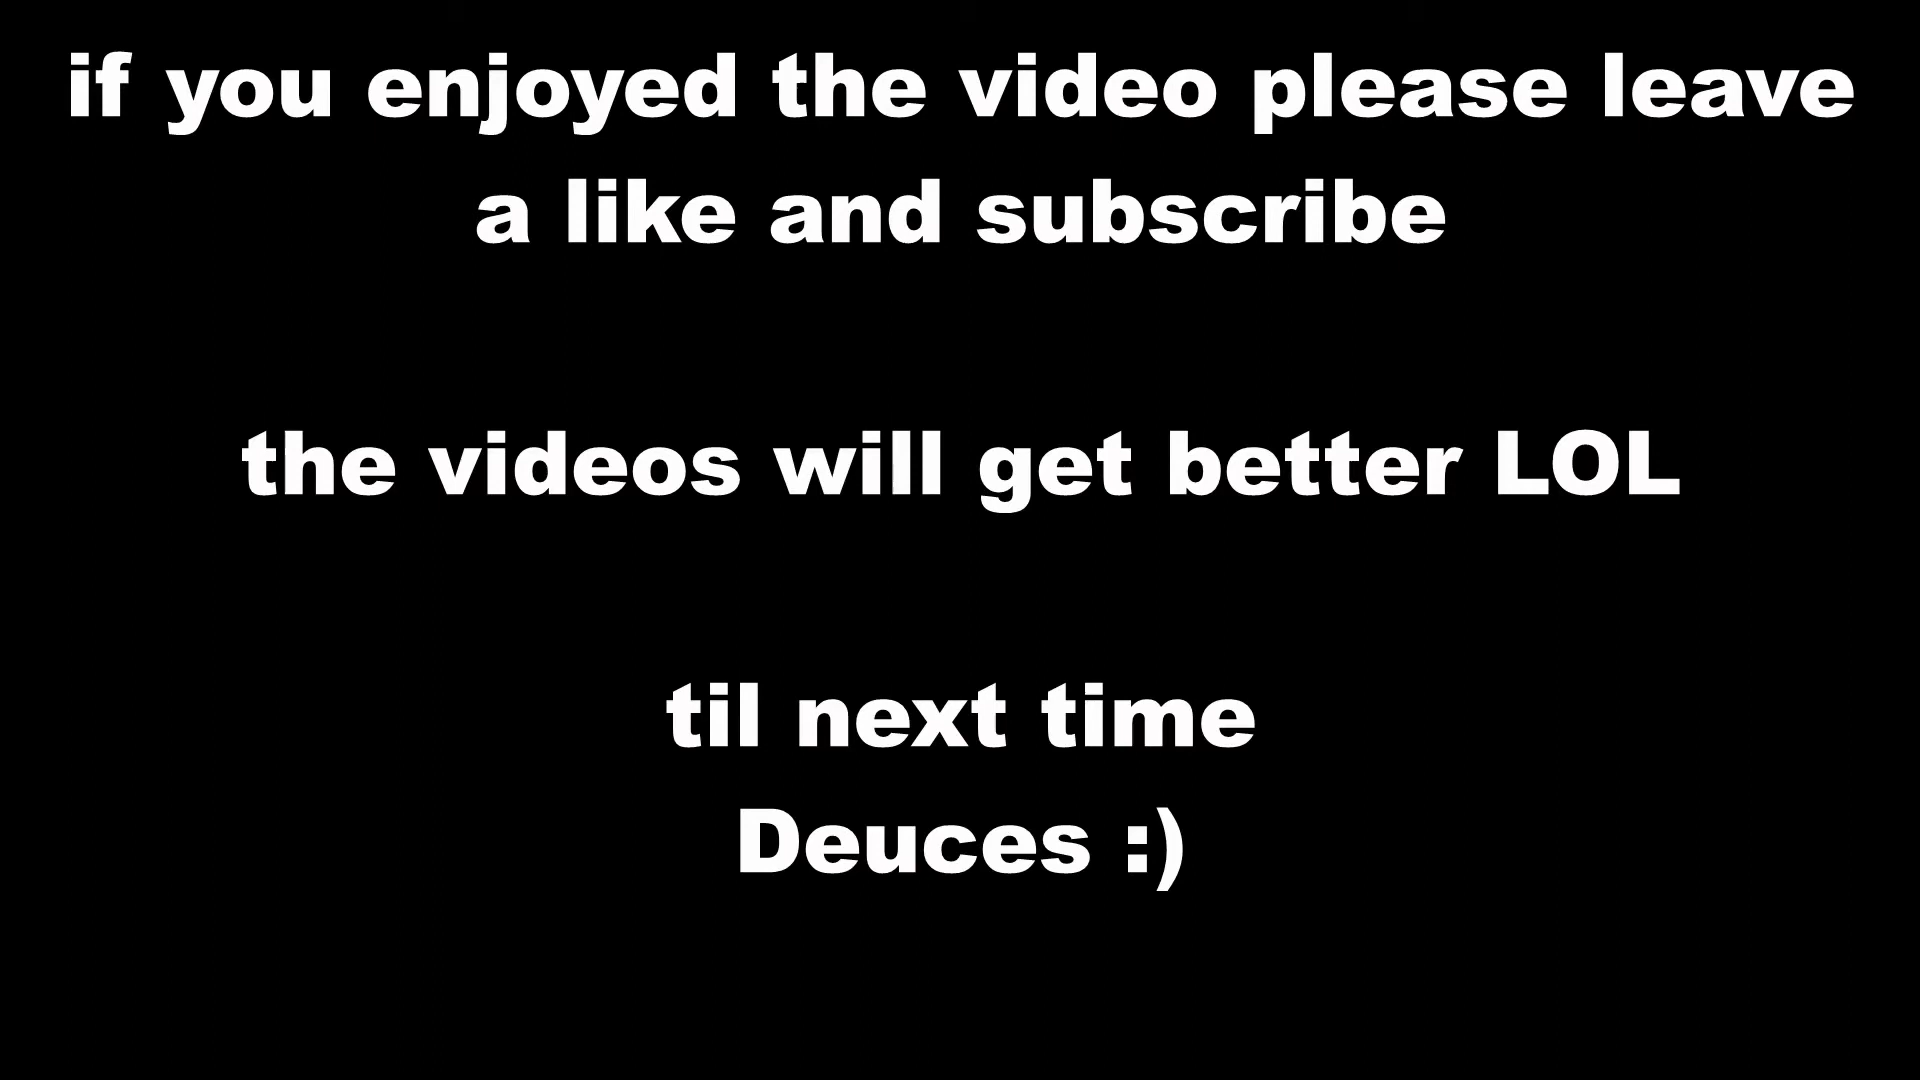 if you enjoyed the video please leave
a like and subscribe
the videos will get better LOL
til next time
Deuces :)